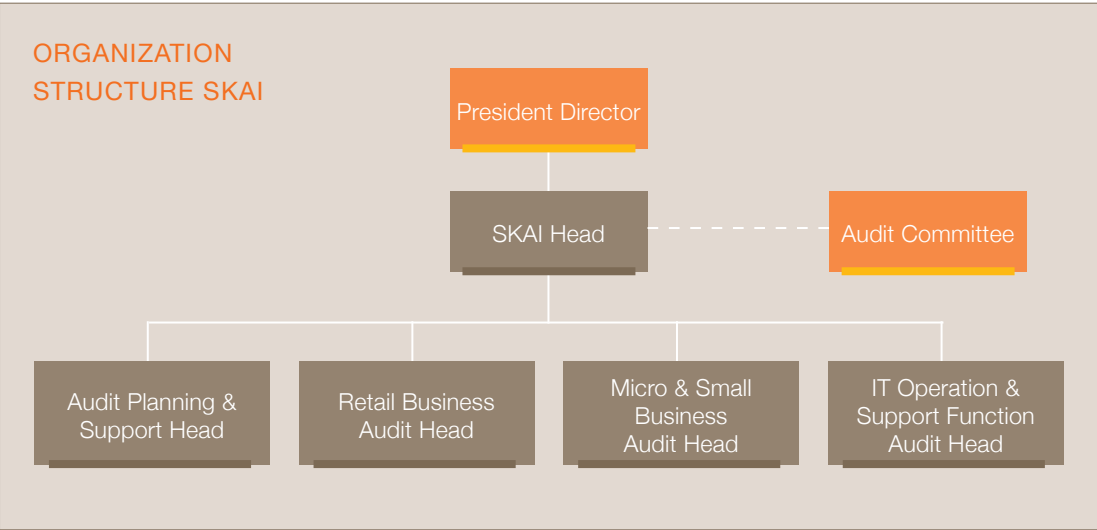 ORGANIZATION
STRUCTURE SKAI
President Director
SKAI Head
Audit Committee
Audit Planning &
Support Head
Retail Business
Audit Head
Micro & Small
Business
Audit Head
IT Operation &
Support Function
Audit Head